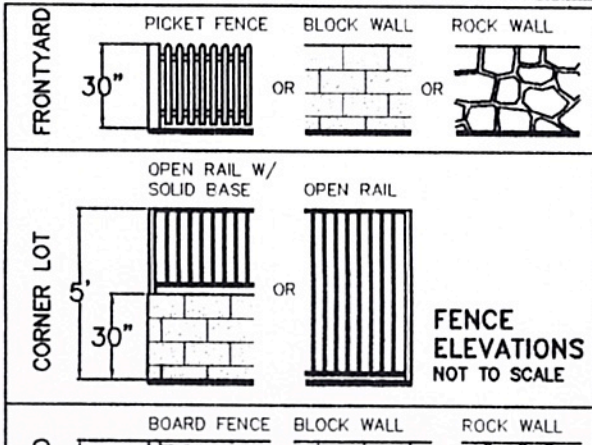 FRONTYARD
PICKET FENCE
BLOCK WALL
ROCK WALL
30"
OR
OR
CORNER LOT
OPEN RAIL W/
SOLID BASE
OPEN RAIL
5'
30"
OR
FENCE
ELEVATIONS
NOT TO SCALE
BOARD FENCE
BLOCK WALL
ROCK WALL